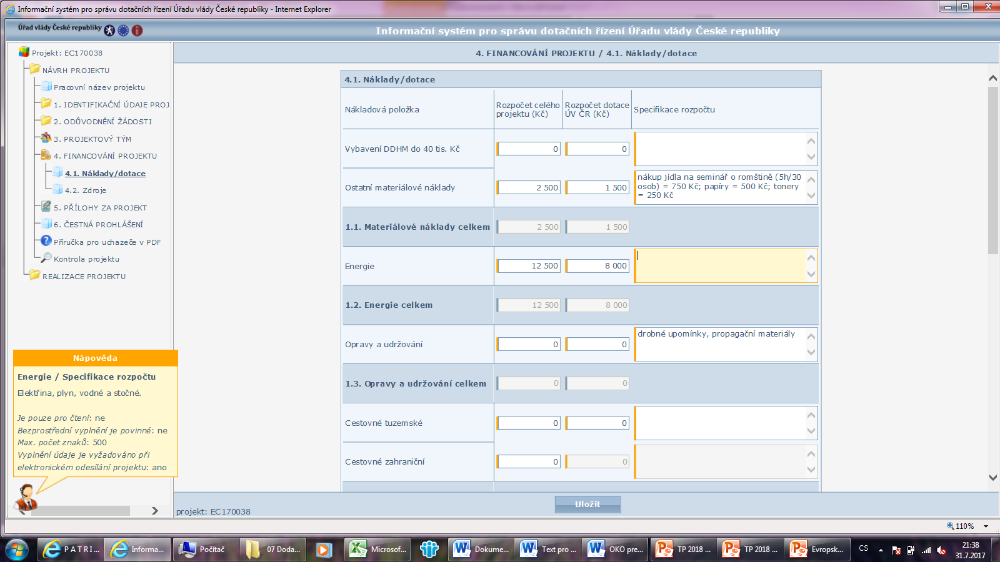 Informační systém pro správu dotačních řízení Úřadu vlády České republiky - Internet Explorer
Úřad vlády České republiky
Informační systém pro správu dotačních řízení Úřadu vlády České republiky
Projekt: EC170038
NÁVRH PROJEKTU
Pracovní název projektu
1. IDENTIFIKAČNÍ ÚDAJE PROJ
2. ODŮVODNĚNÍ ŽÁDOSTI
3. PROJEKTOVÝ TÝM
4. FINANCOVÁNÍ PROJEKTU
4.1. Náklady/dotace
4.2. Zdroje
5. PŘÍLOHY ZA PROJEKT
6. ČESTNÁ PROHLÁŠENÍ
Příručka pro uchazeče v PDF
Kontrola projektu
REALIZACE PROJEKTU
Nápověda
Energie / Specifikace rozpočtu
Elektřina, plyn, vodné a stočné.
Je pouze pro čtení: ne
Bezprostřední vyplnění je povinné: ne
Max. počet znaků: 500
Vyplnění údaje je vyžadováno při
elektronickém odesílání projektu: ano
4. FINANCOVÁNÍ PROJEKTU / 4.1. Náklady/dotace
4.1. Náklady/dotace
Nákladová položka
Rozpočet celého
projektu (Kč)
Rozpočet dotace
ÚV ČR (Kč)
Specifikace rozpočtu
Vybavení DDHM do 40 tis. Kč 0 0
Ostatní materiálové náklady 2 500 1 500
nákup jídla na seminář o romštině (5h/30
osob) = 750 Kč; papíry = 500 Kč; tonery
= 250 Kč
1.1. Materiálové náklady celkem 2 500 1 500
Energie 12 500 8 000
1.2. Energie celkem 12 500 8 000
Opravy a udržování 0 0 drobné upomínky, propagační materiály
1.3. Opravy a udržování celkem 0 0
Cestovné tuzemské 0 0
Cestovné zahraniční 0 0
projekt: EC170038
Uložit
110%
P A T R I ...
Informa...
Počítač
07 Doda...
Microsof...
Dokume...
Text pro ...
OKO pre...
TP 2018 ...
TP 2018 ...
Evropsk...
CS
21:38
31.7.2017